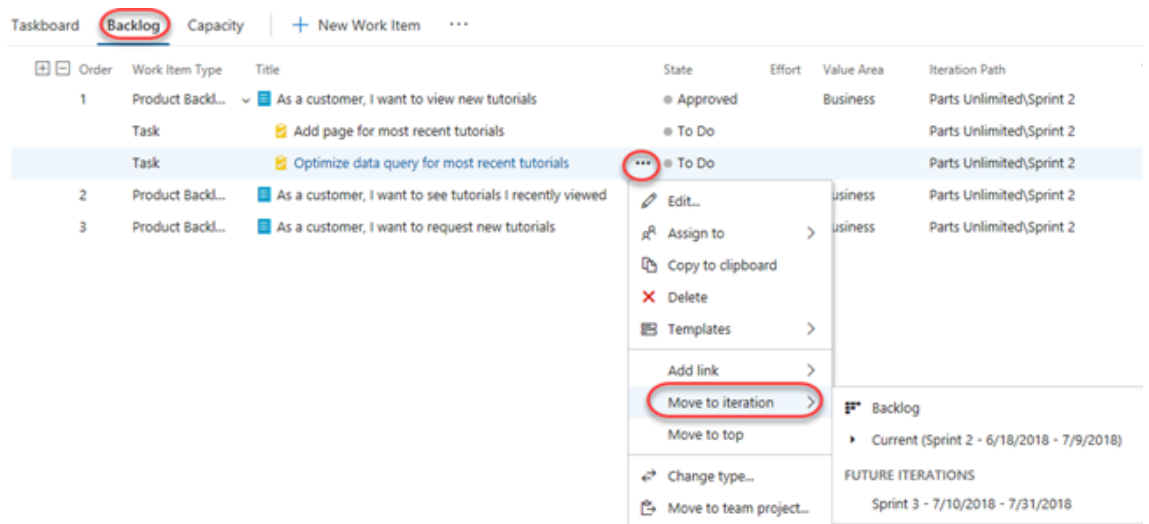 Taskboard Backlog Capacity New Work Item ...
Order Work Item Type Title State Effort Value Area Iteration Path
1 Product Backl... As a customer, I want to view new tutorials Approved Business Parts Unlimited\Sprint 2
Task Add page for most recent tutorials To Do Parts Unlimited\Sprint 2
Task Optimize data query for most recent tutorials ... To Do Parts Unlimited\Sprint 2
2 Product Backl... As a customer, I want to see tutorials I recently viewed usiness Parts Unlimited\Sprint 2
3 Product Backl... As a customer, I want to request new tutorials usiness Parts Unlimited\Sprint 2
Edit...
Assign to
Copy to clipboard
Delete
Templates
Add link
Move to iteration
Move to top
Change type...
Move to team project...
Backlog
Current (Sprint 2 - 6/18/2018 - 7/9/2018)
FUTURE ITERATIONS
Sprint 3 - 7/10/2018 - 7/31/2018